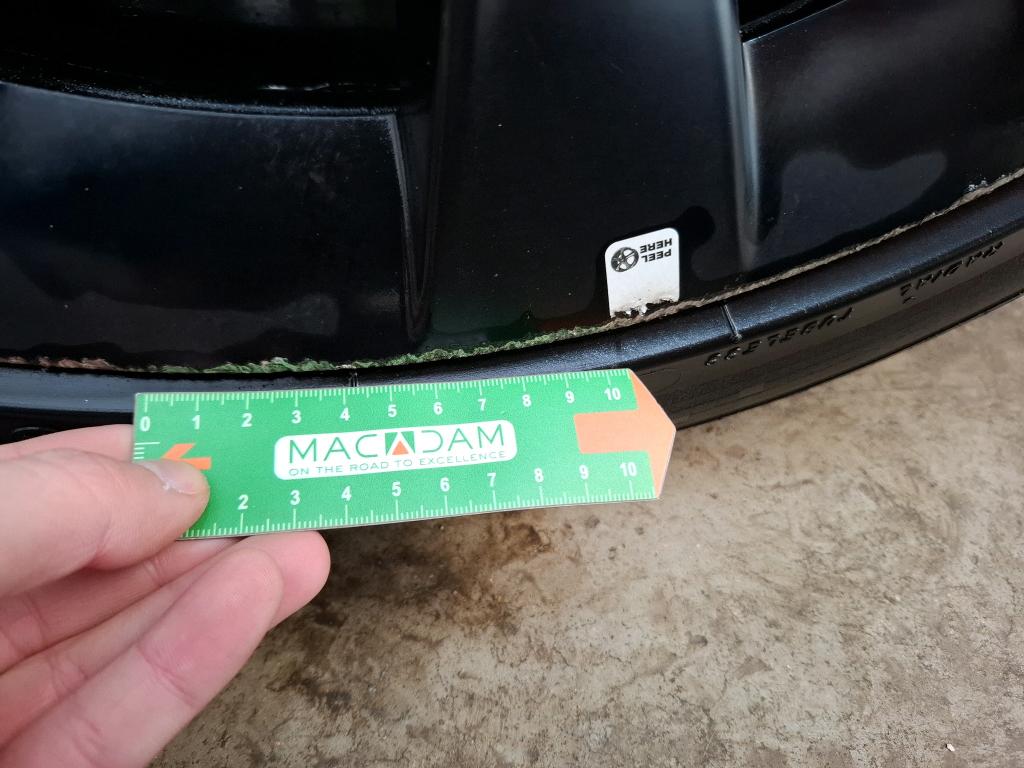 PEEL
HERE
0 1 2 3 4 5 6 7 8 9 10
MACADAM
ON THE ROAD TO EXCELLENCE
2 3 4 5 6 7 8 9 10